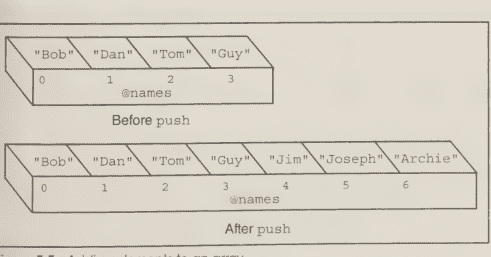 "Bob" "Dan" "Tom" "Guy"
0 1 2 3
@names
Before push
"Bob" "Dan" "Tom" "Guy" "Jim" "Joseph" "Archie"
0 1 2 3 4 5 6
@names
After push